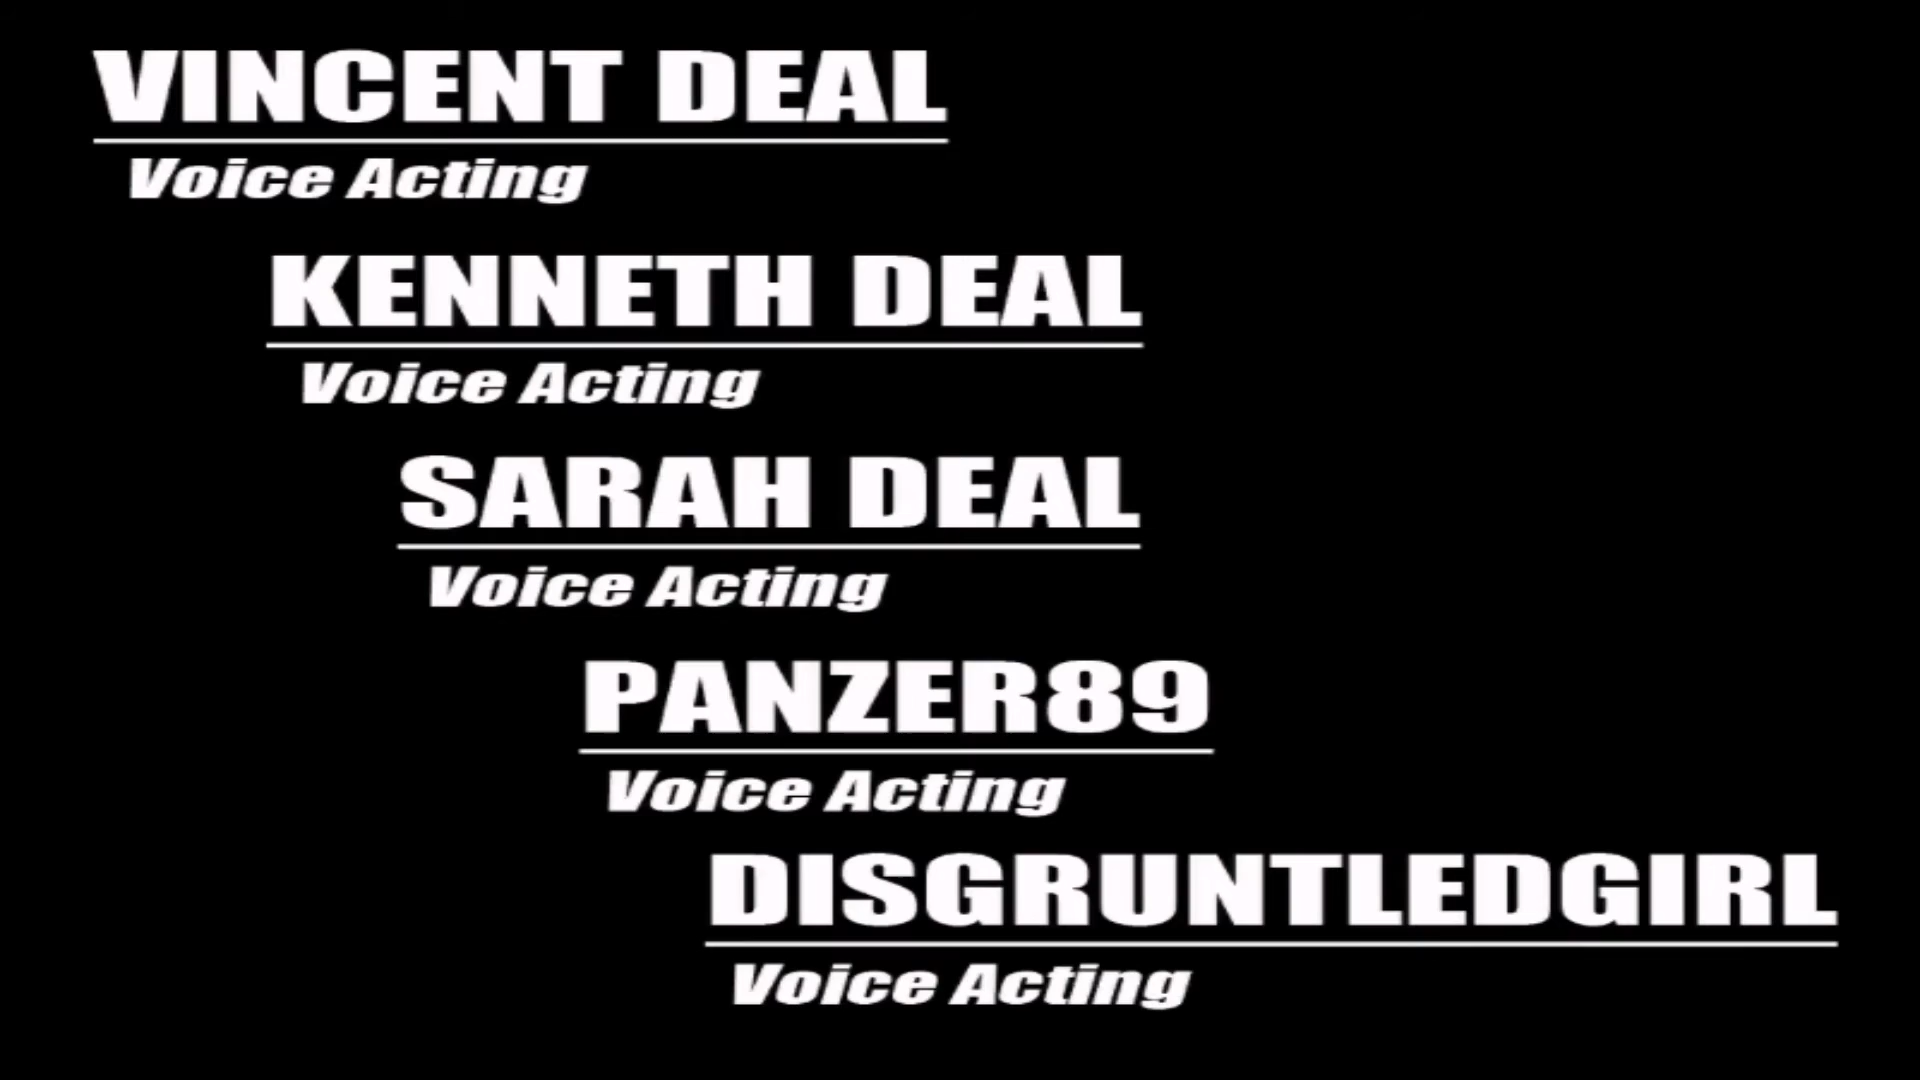 VINCENT DEAL
Voice Acting
KENNETH DEAL
Voice Acting
SARAH DEAL
Voice Acting
PANZER89
Voice Acting
DISGRUNTLEDGIRL
Voice Acting